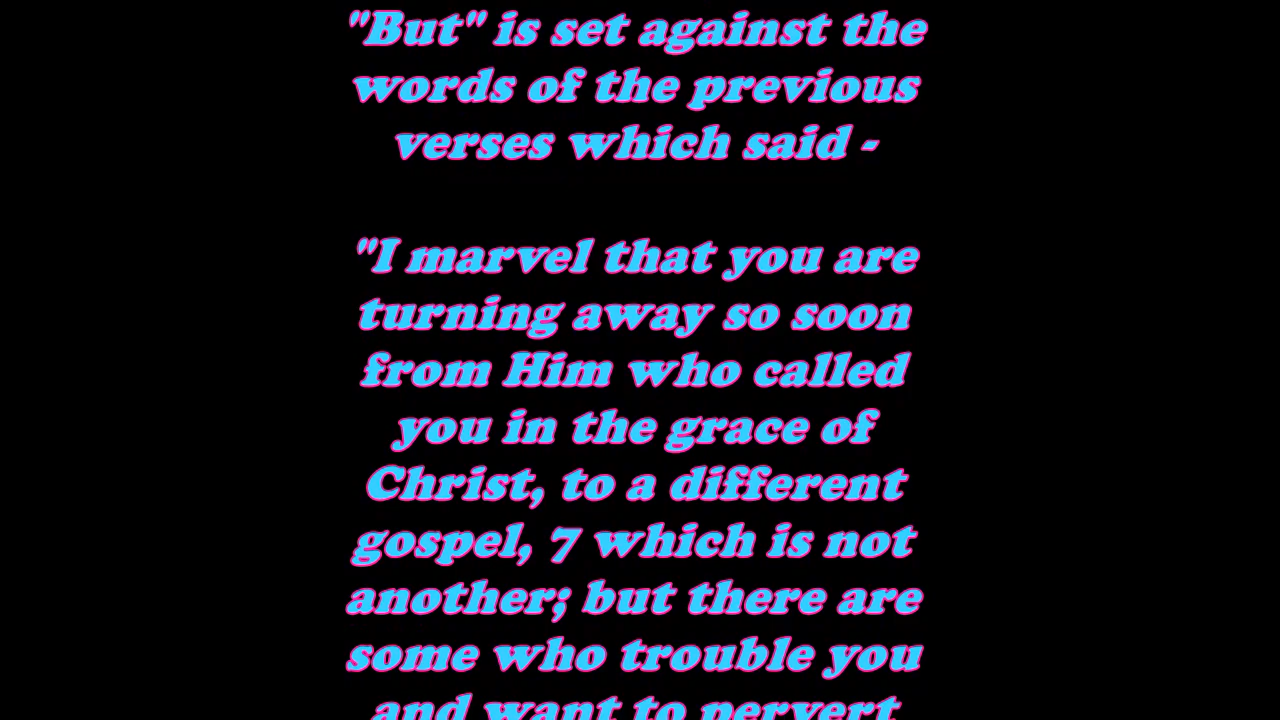 "But" is set against the
words of the previous
verses which said -
"I marvel that you are
turning away so soon
from Him who called
you in the grace of
Christ, to a different
gospel, 7 which is not
another; but there are
some who trouble you
and want to pervert